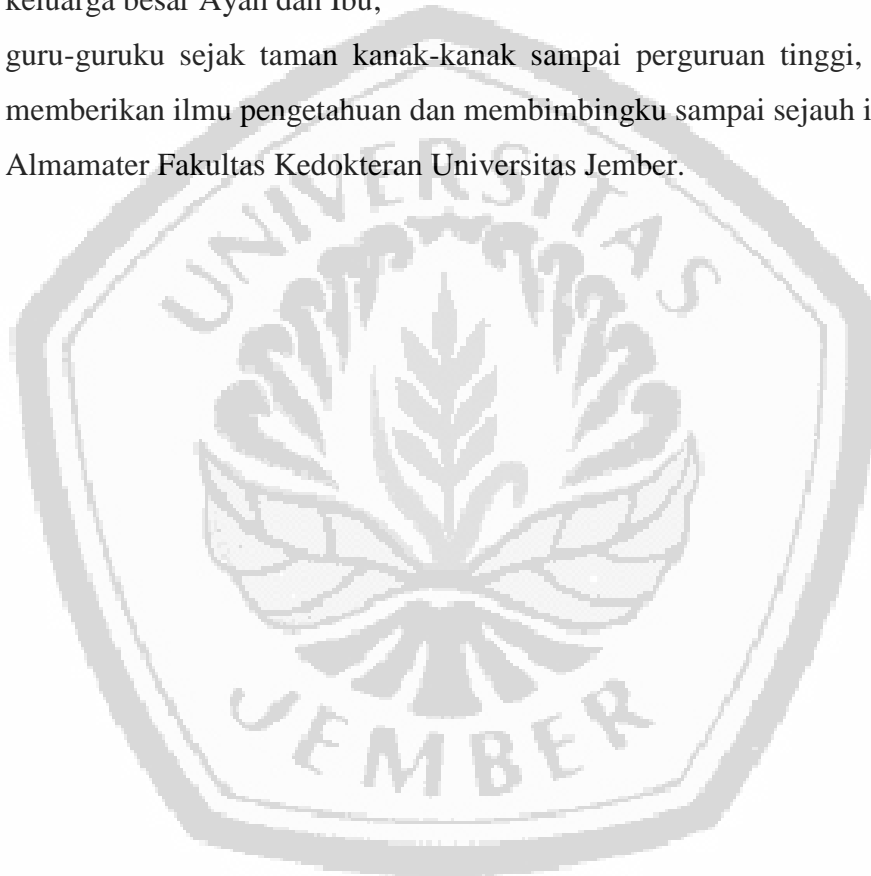 keluarga besar Ayah dan Ibu;
guru-guruku sejak taman kanak-kanak sampai perguruan tinggi,
memberikan ilmu pengetahuan dan membimbingku sampai sejauh i
Almamater Fakultas Kedokteran Universitas Jember.
UNIVERSITAS
JEMBER